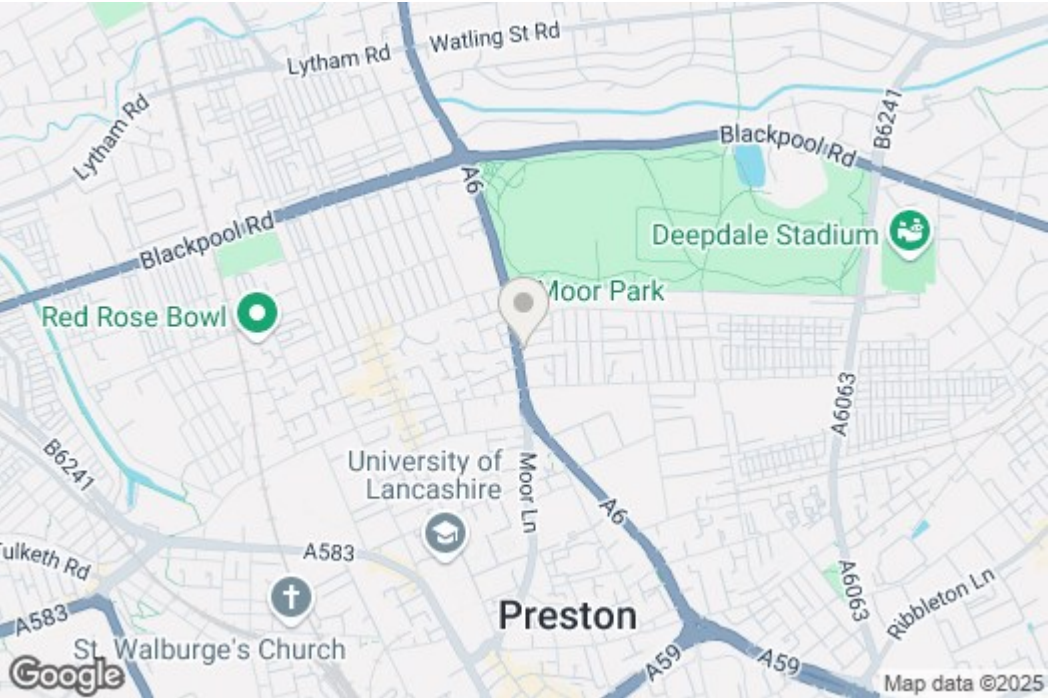 Lytham Rd
Watling St Rd
Lytham Rd
B6241
Blackpool Rd
A6
Blackpool Rd
Deepdale Stadium
Moor Park
Red Rose Bowl
A6063
University of
Lancashire
Moor Ln
B6241
A6
A583
Tulketh Rd
A6063
Ribbleton Ln
Preston
A583
St. Walburge's Church
A59
A59
Google
Map data ©2025